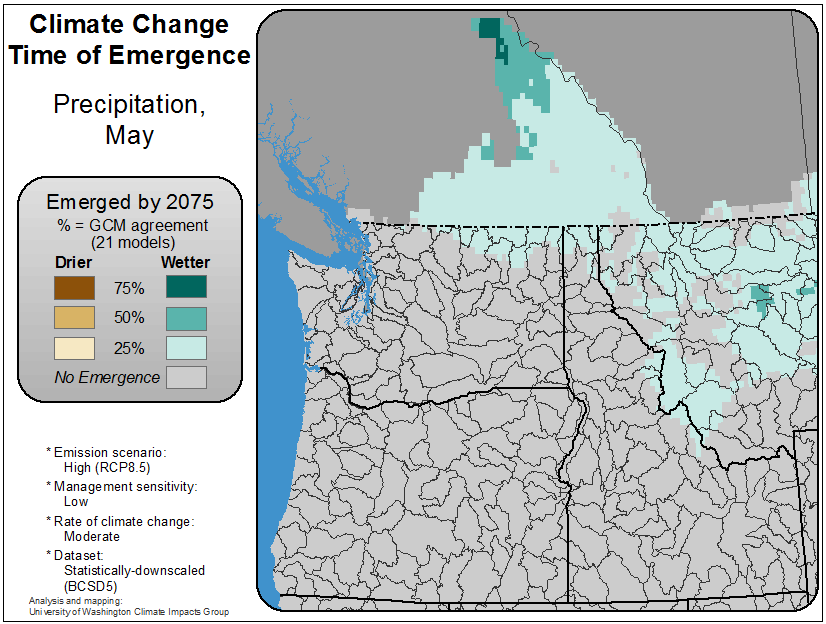 Climate Change
Time of Emergence
Precipitation,
May
Emerged by 2075
% = GCM agreement
(21 models)
Drier Wetter
75%
50%
25%
No Emergence
* Emission scenario:
High (RCP8.5)
* Management sensitivity:
Low
* Rate of climate change:
Moderate
* Dataset:
Statistically-downscaled
(BCSD5)
Analysis and mapping:
University of Washington Climate Impacts Group